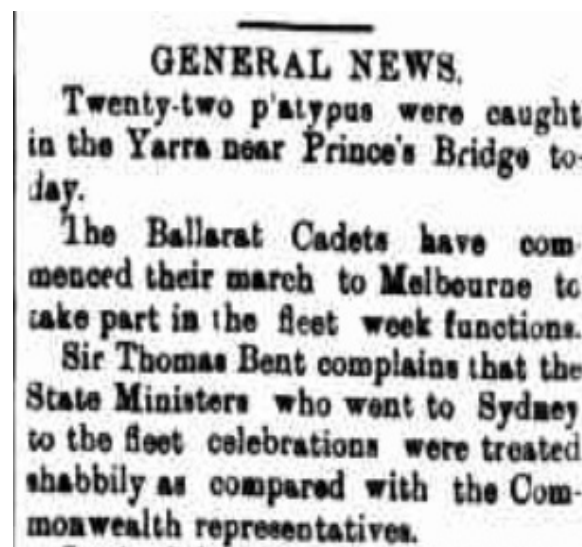 GENERAL NEWS.
Twenty-two p'atypus were caught
in the Yarra near Prince's Bridge to-
day.
The Ballarat Cadets have com
menced their march to Melbourne to
take part in the fleet week functions.
Sir Thomas Bent complains that the
State Ministers who went to Sydney
to the fleet celebrations were treated
shabbily as compared with the Com-
monwealth representatives.